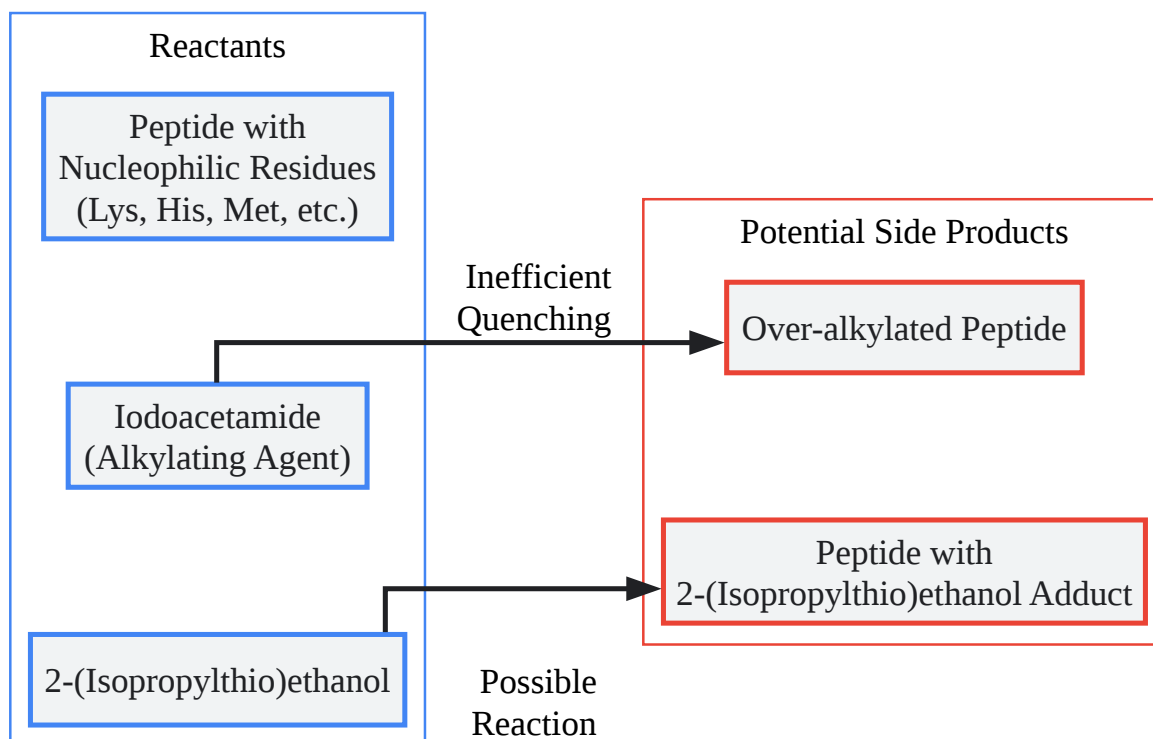 Reactants
Peptide with
Nucleophilic Residues
(Lys, His, Met, etc.)
Iodoacetamide
(Alkylating Agent)
2-(Isopropylthio)ethanol
Inefficient
Quenching
Possible
Reaction
Potential Side Products
Over-alkylated Peptide
Peptide with
2-(Isopropylthio)ethanol Adduct